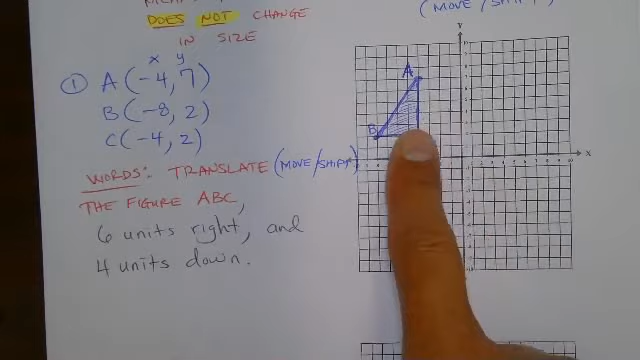 DOES NOT CHANGE
IN SIZE
(MOVE/SHIFT)
x y
① A(-4, 7)
B(-8, 2)
C(-4, 2)
WORDS: TRANSLATE (MOVE/SHIFT)
THE FIGURE ABC,
6 units right, and
4 units down.
Y
A
B
X